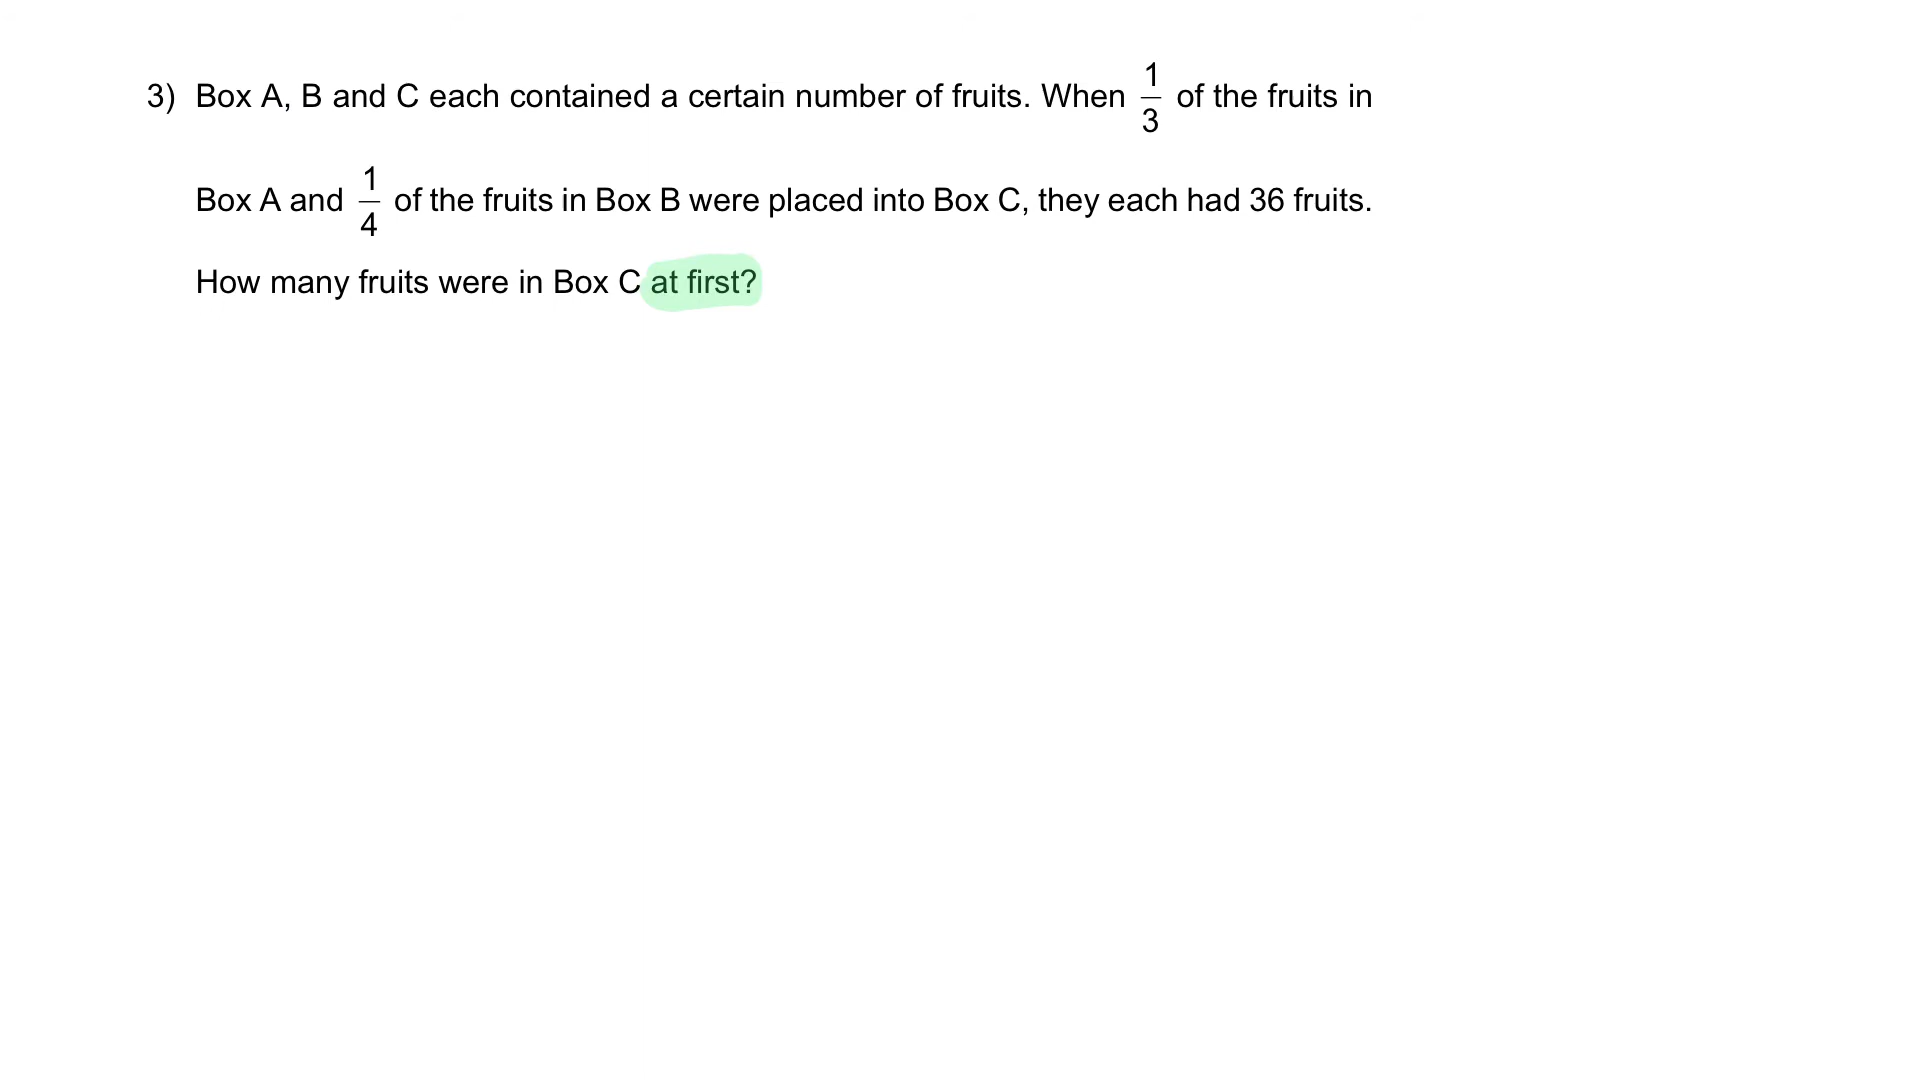 3) Box A, B and C each contained a certain number of fruits. When 1/3 of the fruits in
Box A and 1/4 of the fruits in Box B were placed into Box C, they each had 36 fruits.
How many fruits were in Box C at first?